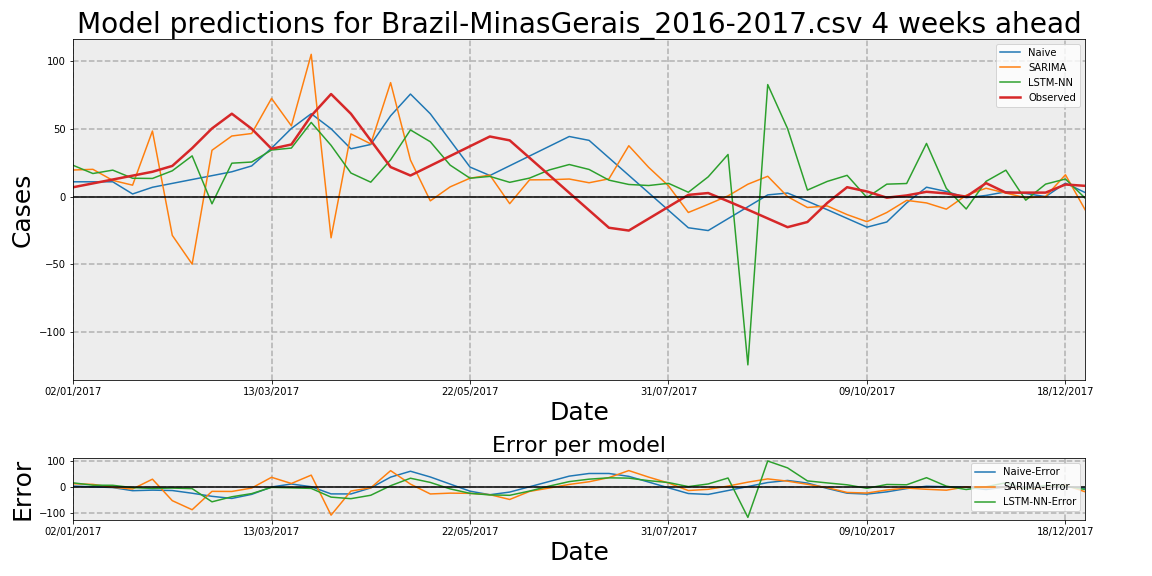 Model predictions for Brazil-MinasGerais_2016-2017.csv 4 weeks ahead
Cases
100
50
0
−50
−100
Naive
SARIMA
LSTM-NN
Observed
02/01/2017 13/03/2017 22/05/2017 31/07/2017 09/10/2017 18/12/2017
Date
Error per model
Error
100
0
−100
Naive-Error
SARIMA-Error
LSTM-NN-Error
02/01/2017 13/03/2017 22/05/2017 31/07/2017 09/10/2017 18/12/2017
Date